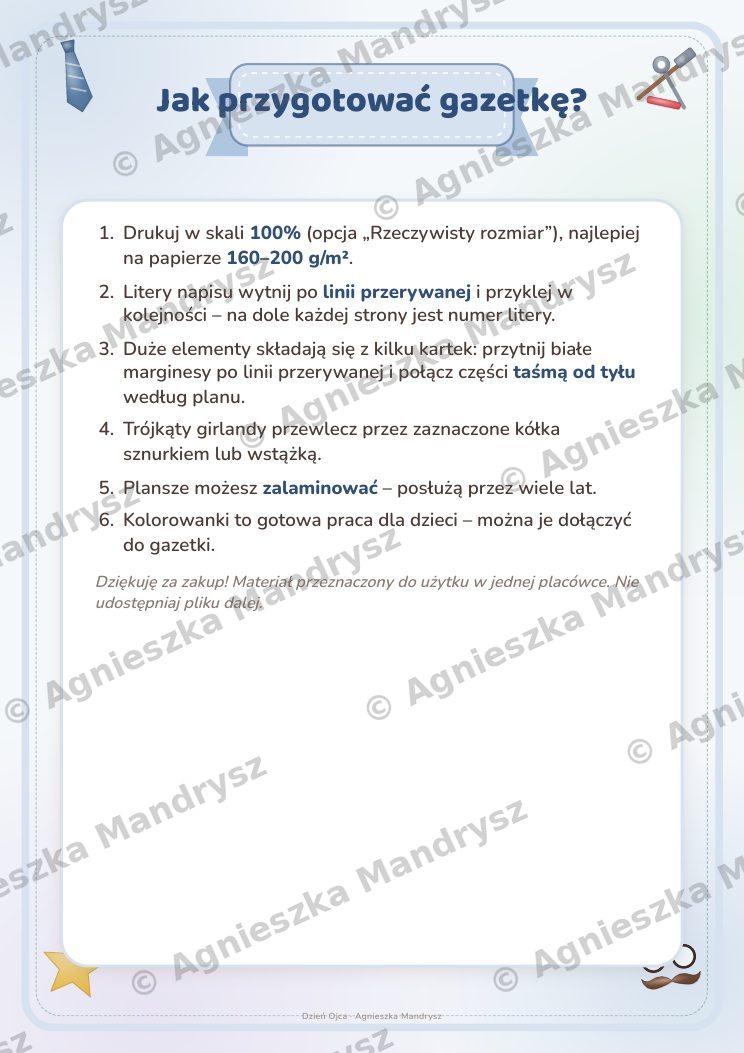 Jak przygotować gazetkę?
1. Drukuj w skali 100% (opcja „Rzeczywisty rozmiar”), najlepiej
na papierze 160–200 g/m².
2. Litery napisu wytnij po linii przerywanej i przyklej w
kolejności – na dole każdej strony jest numer litery.
3. Duże elementy składają się z kilku kartek: przytnij białe
marginesy po linii przerywanej i połącz części taśmą od tyłu
według planu.
4. Trójkąty girlandy przewlecz przez zaznaczone kółka
sznurkiem lub wstążką.
5. Plansze możesz zalaminować – posłużą przez wiele lat.
6. Kolorowanki to gotowa praca dla dzieci – można je dołączyć
do gazetki.
Dziękuję za zakup! Materiał przeznaczony do użytku w jednej placówce. Nie
udostępniaj pliku dalej.
Dzień Ojca · Agnieszka Mandrysz
© Agnieszka Mandrysz